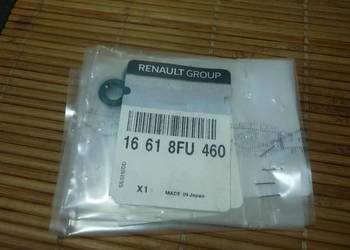 RENAULT GROUP
16 61 8FU 460
X1
MADE IN Japan